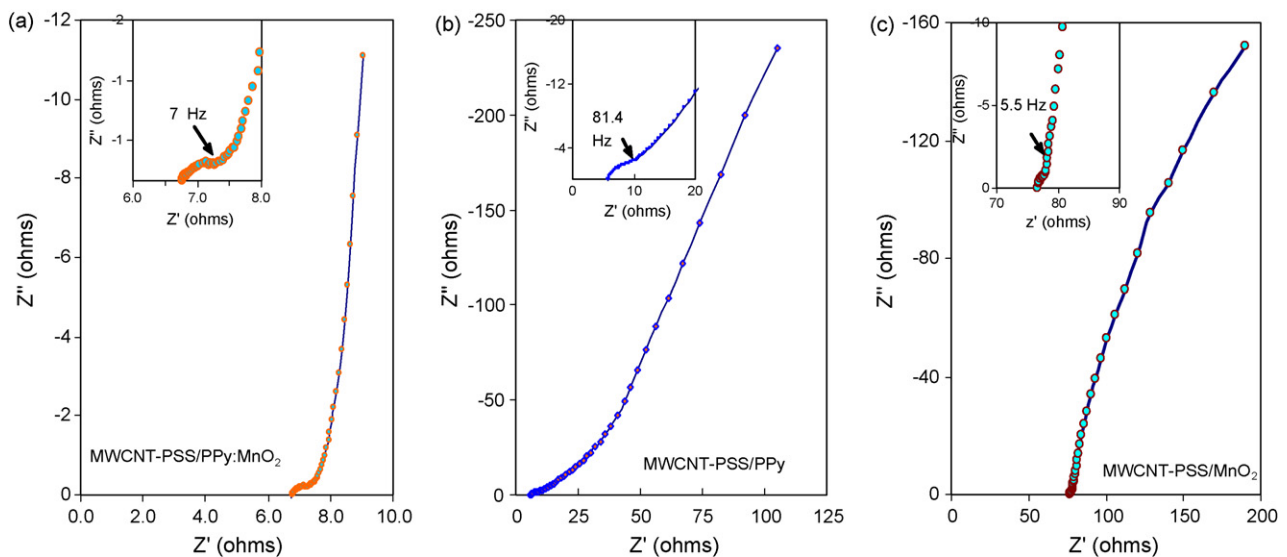 (a)
-12
-10
-8
-6
-4
-2
0
0.0
2.0
4.0
6.0
8.0
10.0
Z'' (ohms)
Z' (ohms)
2
-1
-1
6.0
7.0
8.0
Z'' (ohms)
Z' (ohms)
7 Hz
MWCNT-PSS/PPy:MnO₂
(b)
-250
-200
-150
-100
-50
0
0
25
50
75
100
125
Z'' (ohms)
Z' (ohms)
-20
-12
-4
0
10
20
Z'' (ohms)
Z' (ohms)
81.4
Hz
MWCNT-PSS/PPy
(c)
-160
-120
-80
-40
0
0
50
100
150
200
Z'' (ohms)
Z' (ohms)
-10
-5
0
70
80
90
Z'' (ohms)
z' (ohms)
5.5 Hz
MWCNT-PSS/MnO₂